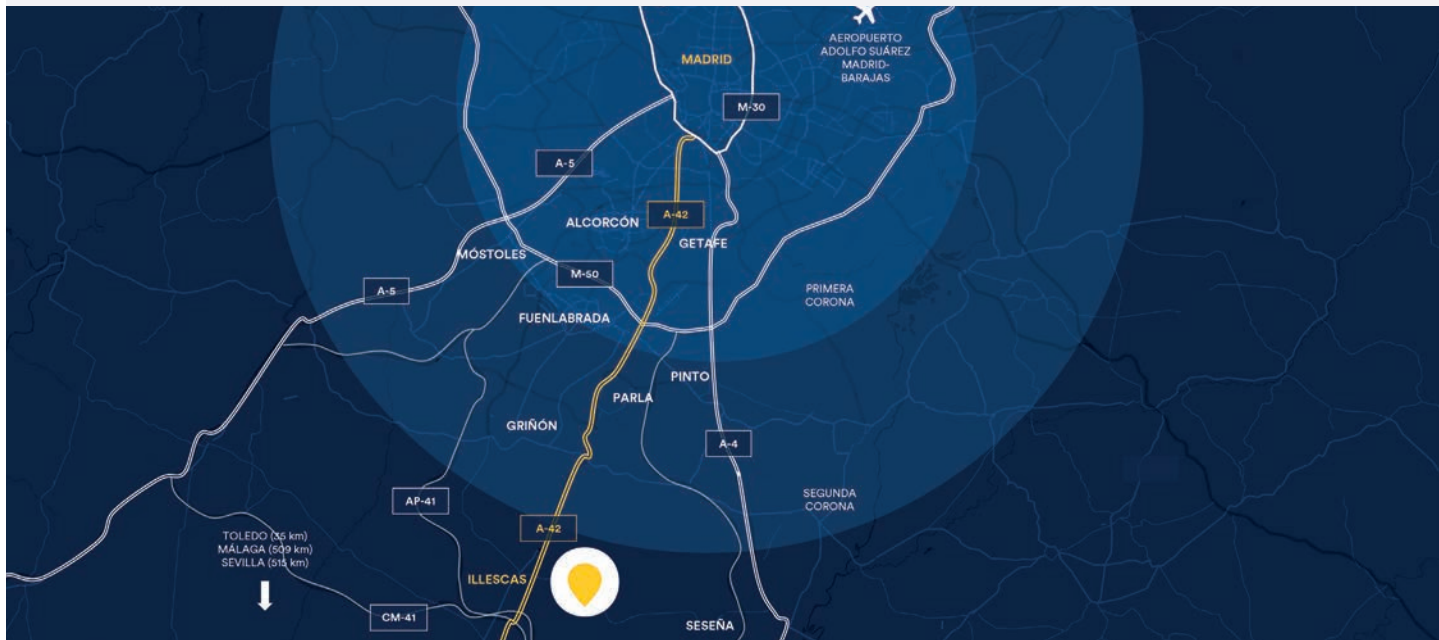 AEROPUERTO
ADOLFO SUÁREZ
MADRID-
BARAJAS
MADRID
M-30
A-5
ALCORCÓN
A-42
GETAFE
MÓSTOLES
M-50
A-5
PRIMERA
CORONA
FUENLABRADA
PINTO
PARLA
GRIÑÓN
A-4
AP-41
SEGUNDA
CORONA
A-42
TOLEDO (35 km)
MÁLAGA (509 km)
SEVILLA (515 km)
ILLESCAS
CM-41
SESEÑA